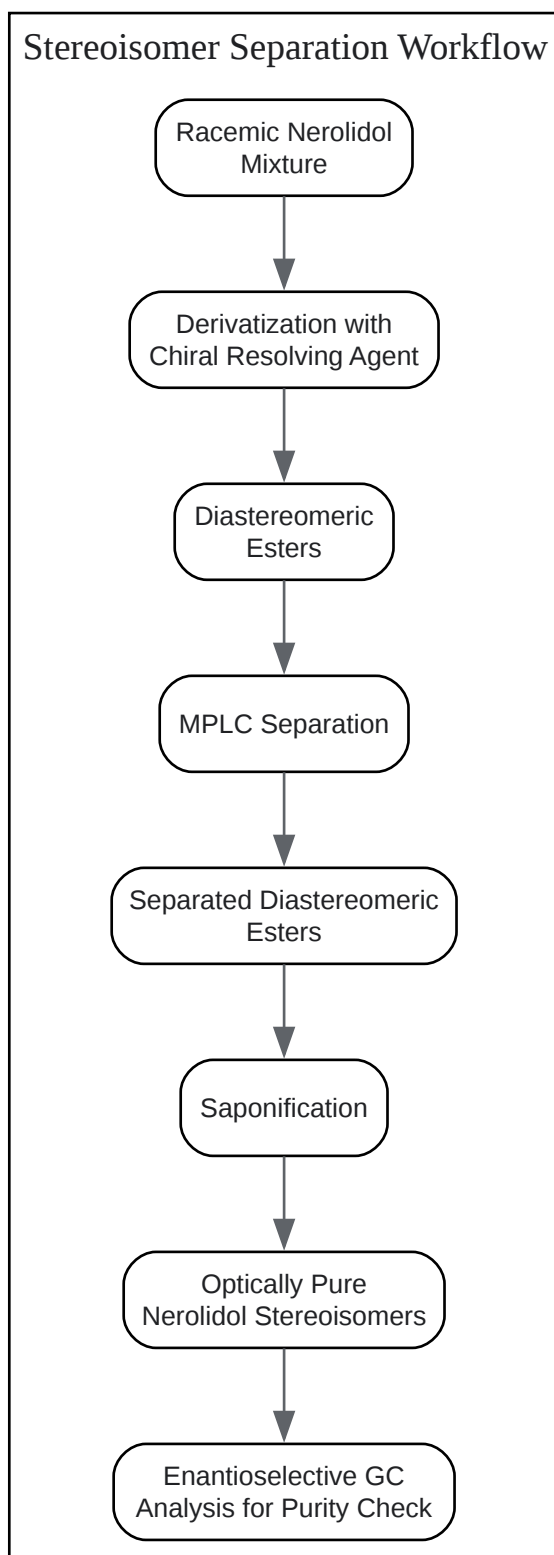 Stereoisomer Separation Workflow
Racemic Nerolidol
Mixture
Derivatization with
Chiral Resolving Agent
Diastereomeric
Esters
MPLC Separation
Separated Diastereomeric
Esters
Saponification
Optically Pure
Nerolidol Stereoisomers
Enantioselective GC
Analysis for Purity Check